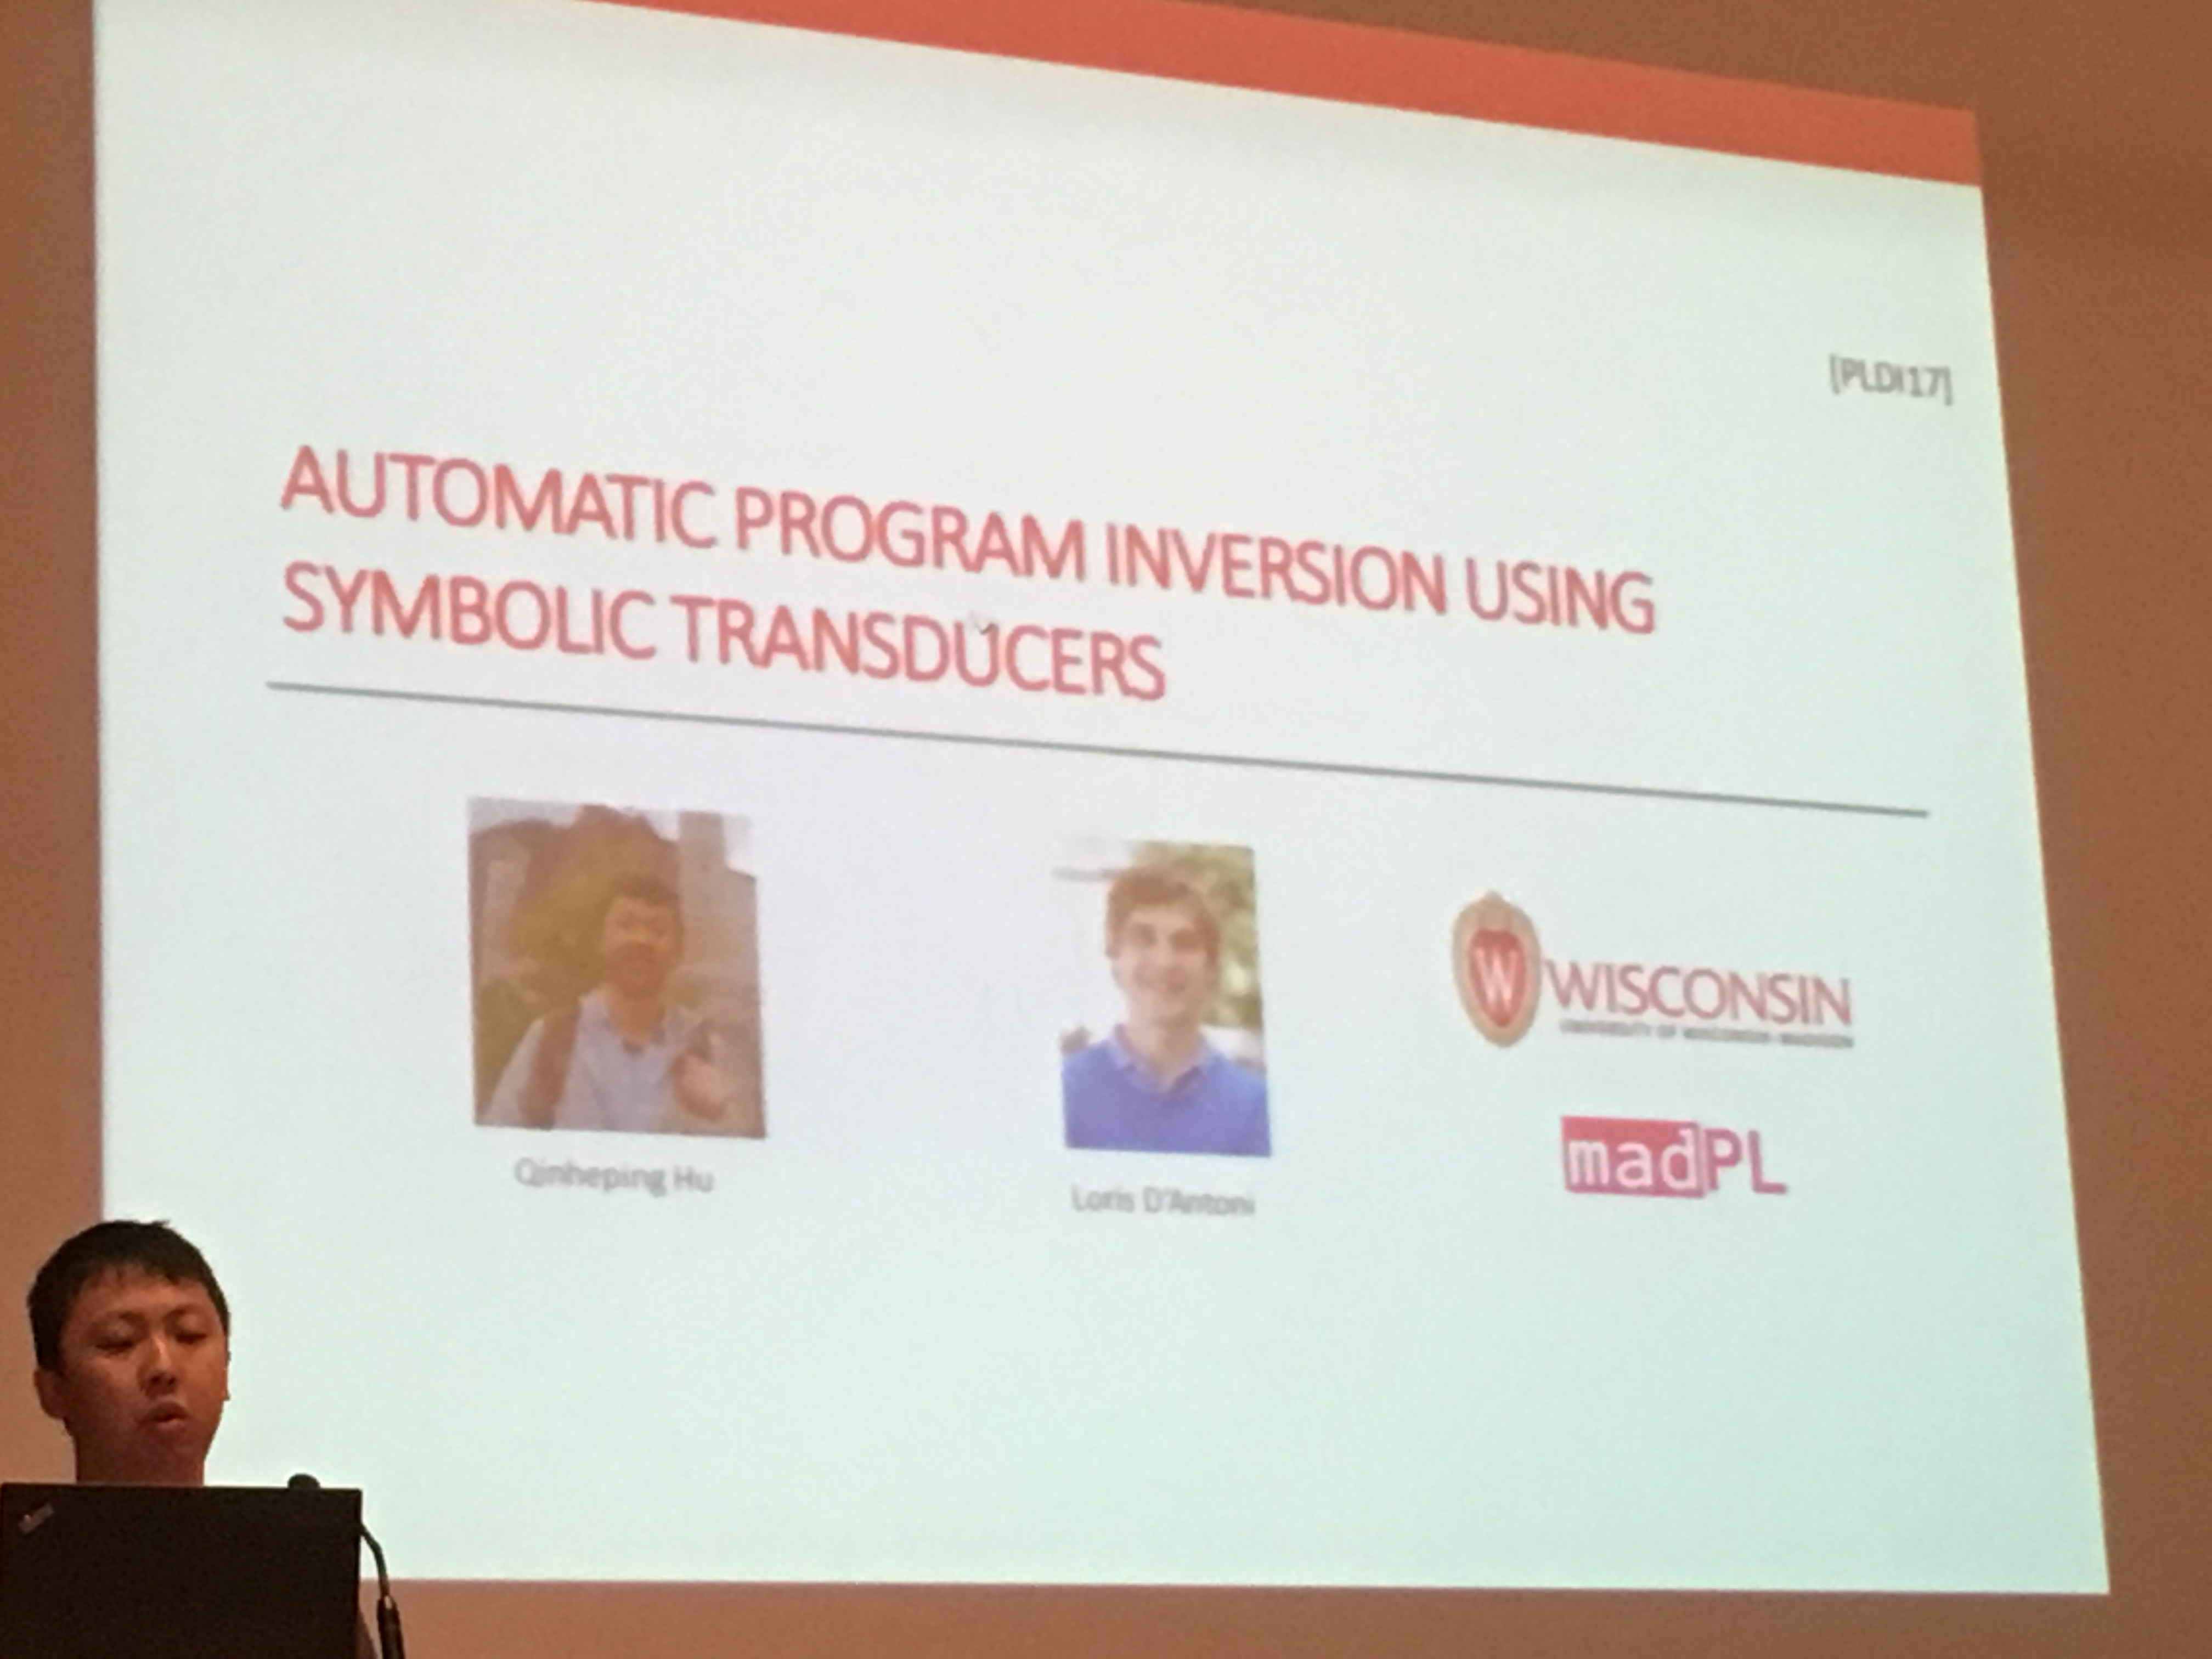 [PLDI17]
AUTOMATIC PROGRAM INVERSION USING
SYMBOLIC TRANSDUCERS
W WISCONSIN
UNIVERSITY OF WISCONSIN-MADISON
madPL
Qinheping Hu
Loris D'Antoni